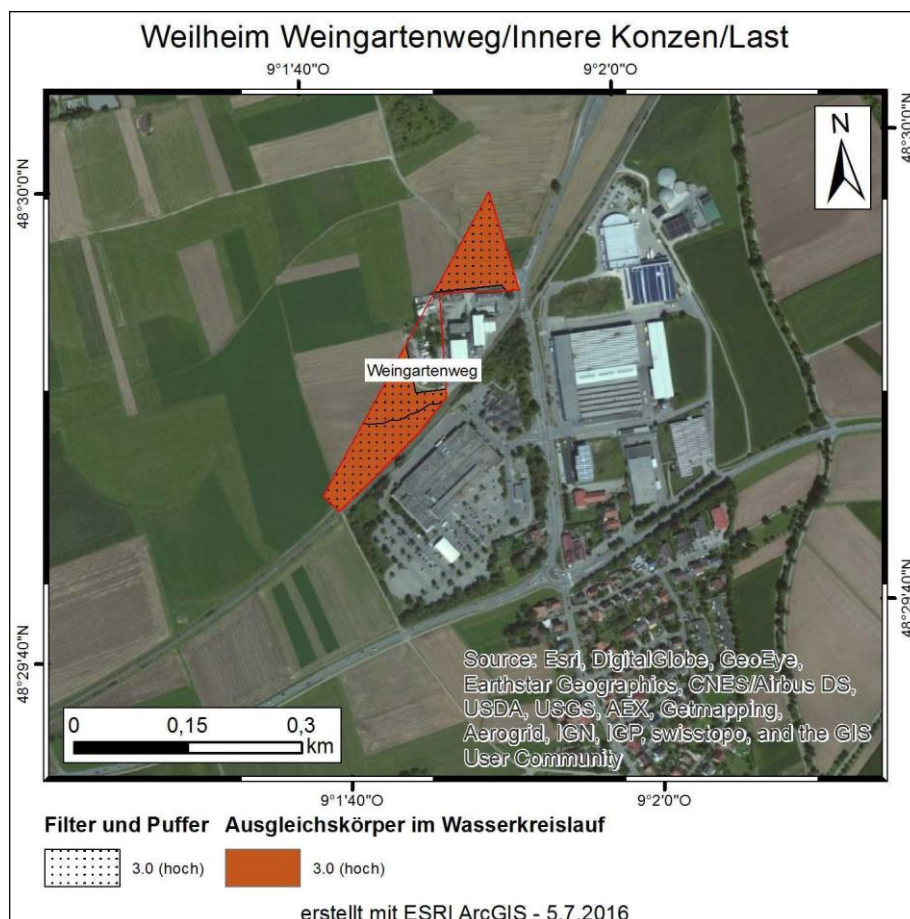 Weilheim Weingartenweg/Innere Konzen/Last
9°1'40"O
9°2'0"O
48°30'0"N
48°30'0"N
N
Weingartenweg
48°29'40"N
48°29'40"N
Source: Esri, DigitalGlobe, GeoEye,
Earthstar Geographics, CNES/Airbus DS,
USDA, USGS, AEX, Getmapping,
Aerogrid, IGN, IGP, swisstopo, and the GIS
User Community
0 0,15 0,3
km
9°1'40"O
9°2'0"O
Filter und Puffer Ausgleichskörper im Wasserkreislauf
3.0 (hoch) 3.0 (hoch)
erstellt mit ESRI ArcGIS - 5.7.2016